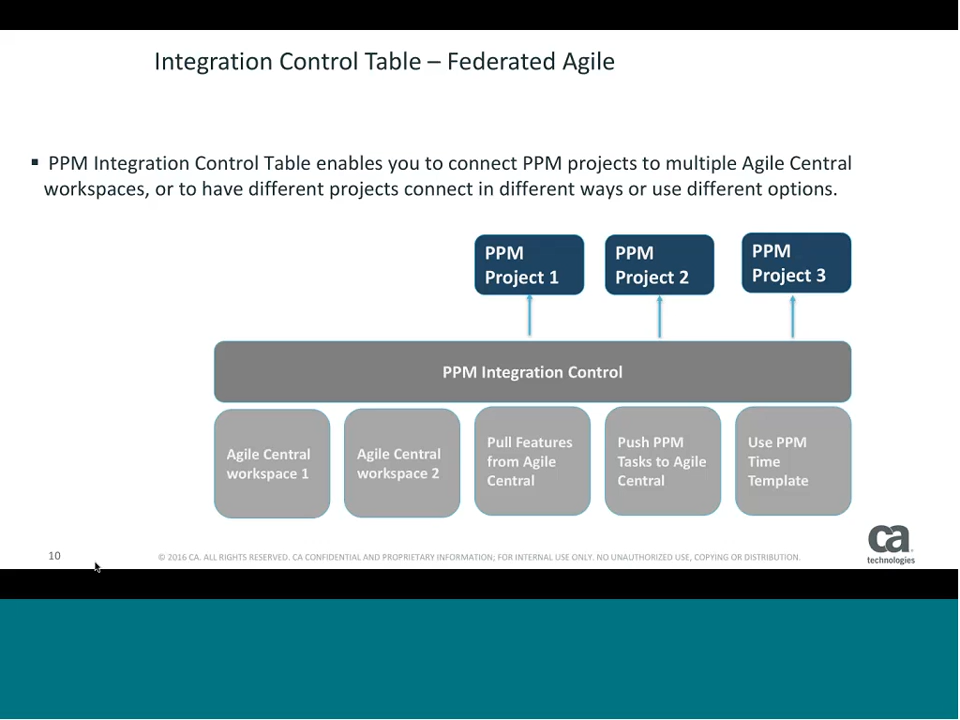 Integration Control Table – Federated Agile
▪ PPM Integration Control Table enables you to connect PPM projects to multiple Agile Central
workspaces, or to have different projects connect in different ways or use different options.
PPM
Project 1
PPM
Project 2
PPM
Project 3
PPM Integration Control
Agile Central
workspace 1
Agile Central
workspace 2
Pull Features
from Agile
Central
Push PPM
Tasks to Agile
Central
Use PPM
Time
Template
10
© 2016 CA. ALL RIGHTS RESERVED. CA CONFIDENTIAL AND PROPRIETARY INFORMATION; FOR INTERNAL USE ONLY. NO UNAUTHORIZED USE, COPYING OR DISTRIBUTION.
ca
technologies